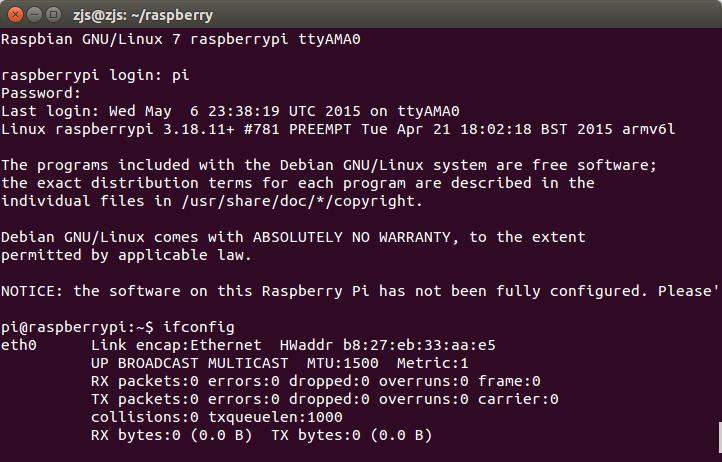 zjs@zjs: ~/raspberry
Raspbian GNU/Linux 7 raspberrypi ttyAMA0
raspberrypi login: pi
Password:
Last login: Wed May  6 23:38:19 UTC 2015 on ttyAMA0
Linux raspberrypi 3.18.11+ #781 PREEMPT Tue Apr 21 18:02:18 BST 2015 armv6l
The programs included with the Debian GNU/Linux system are free software;
the exact distribution terms for each program are described in the
individual files in /usr/share/doc/*/copyright.
Debian GNU/Linux comes with ABSOLUTELY NO WARRANTY, to the extent
permitted by applicable law.
NOTICE: the software on this Raspberry Pi has not been fully configured. Please'
pi@raspberrypi:~$ ifconfig
eth0      Link encap:Ethernet  HWaddr b8:27:eb:33:aa:e5
          UP BROADCAST MULTICAST  MTU:1500  Metric:1
          RX packets:0 errors:0 dropped:0 overruns:0 frame:0
          TX packets:0 errors:0 dropped:0 overruns:0 carrier:0
          collisions:0 txqueuelen:1000
          RX bytes:0 (0.0 B)  TX bytes:0 (0.0 B)